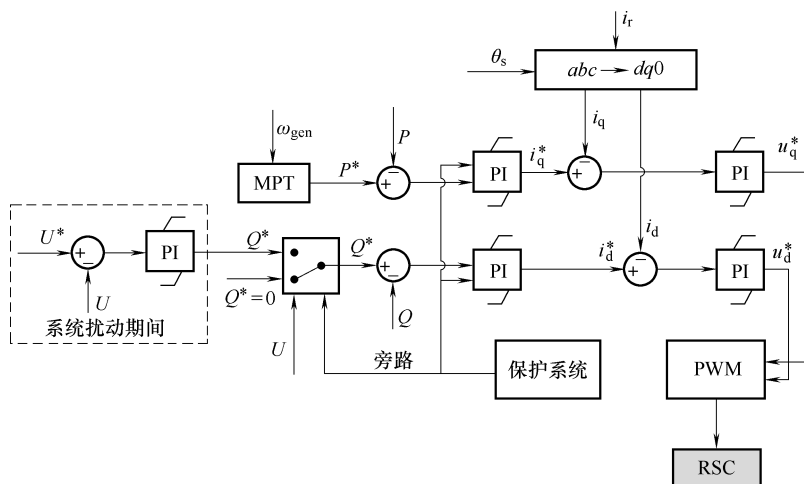 i_r
θ_s
abc → dq0
ω_gen
P
i_q
MPT
P*
+
−
PI
i_q*
+
−
PI
u_q*
U*
+
−
PI
Q*
Q*
+
−
PI
i_d*
i_d
+
−
PI
u_d*
U
Q*=0
Q
系统扰动期间
U
旁路
保护系统
PWM
RSC